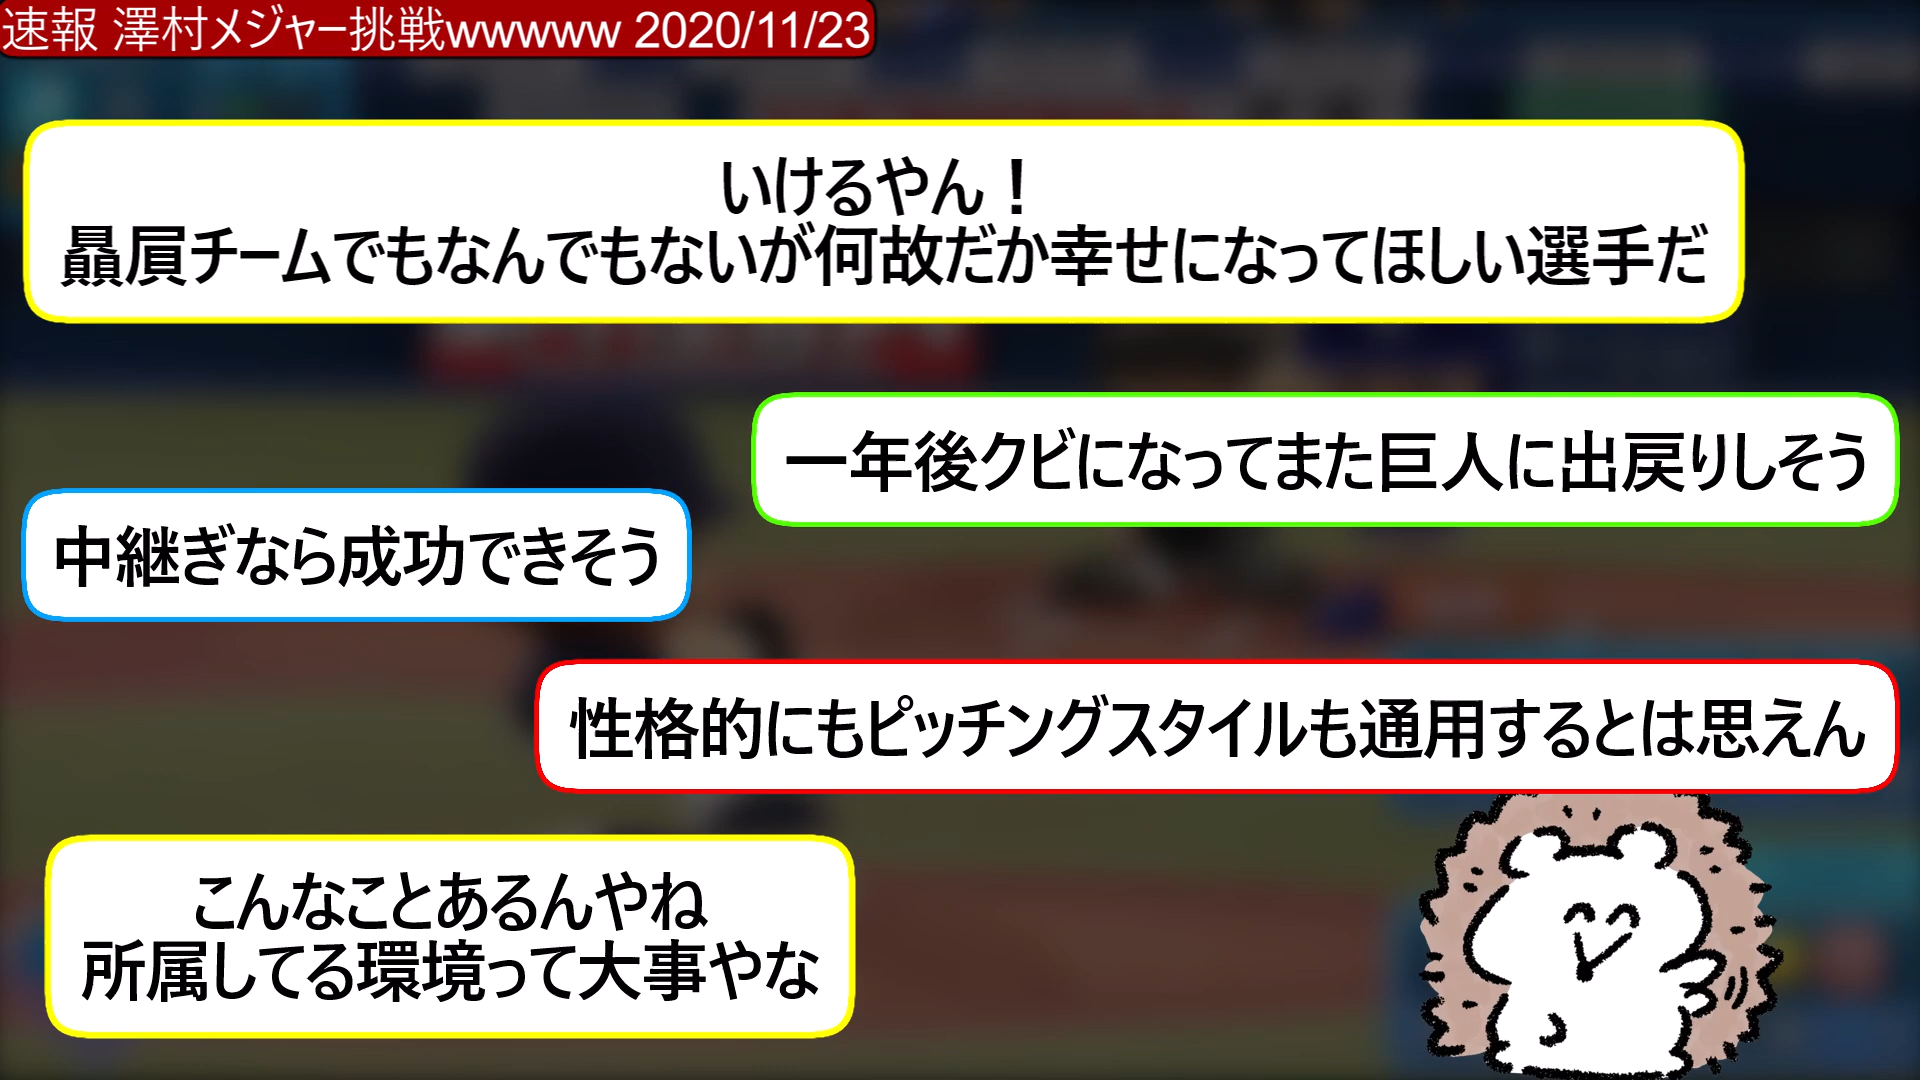 速報 澤村メジャー挑戦wwwww 2020/11/23
いけるやん！
贔屓チームでもなんでもないが何故だか幸せになってほしい選手だ
一年後クビになってまた巨人に出戻りしそう
中継ぎなら成功できそう
性格的にもピッチングスタイルも通用するとは思えん
こんなことあるんやね
所属してる環境って大事やな